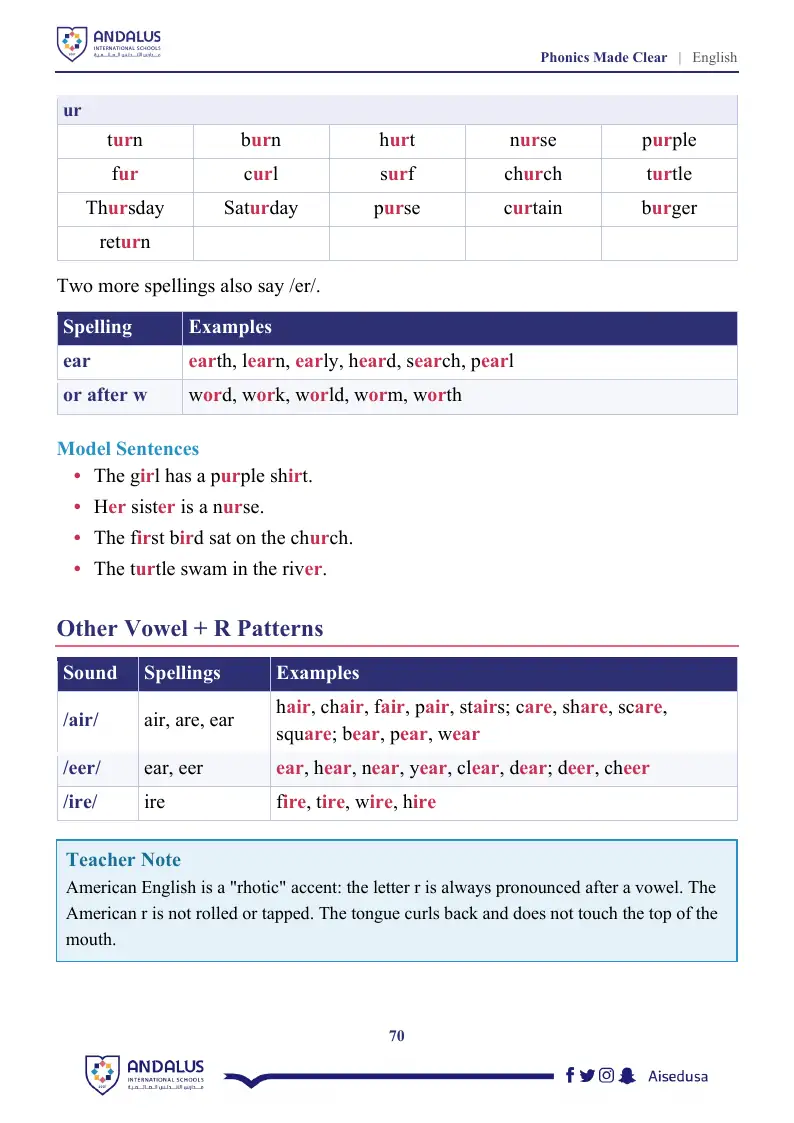 ANDALUS
INTERNATIONAL SCHOOLS
مدارس الأندلس العالمية
Phonics Made Clear | English
ur
turn burn hurt nurse purple
fur curl surf church turtle
Thursday Saturday purse curtain burger
return
Two more spellings also say /er/.
Spelling Examples
ear earth, learn, early, heard, search, pearl
or after w word, work, world, worm, worth
Model Sentences
• The girl has a purple shirt.
• Her sister is a nurse.
• The first bird sat on the church.
• The turtle swam in the river.
Other Vowel + R Patterns
Sound Spellings Examples
/air/ air, are, ear hair, chair, fair, pair, stairs; care, share, scare,
square; bear, pear, wear
/eer/ ear, eer ear, hear, near, year, clear, dear; deer, cheer
/ire/ ire fire, tire, wire, hire
Teacher Note
American English is a "rhotic" accent: the letter r is always pronounced after a vowel. The
American r is not rolled or tapped. The tongue curls back and does not touch the top of the
mouth.
70
ANDALUS
INTERNATIONAL SCHOOLS
مدارس الأندلس العالمية
Aisedusa